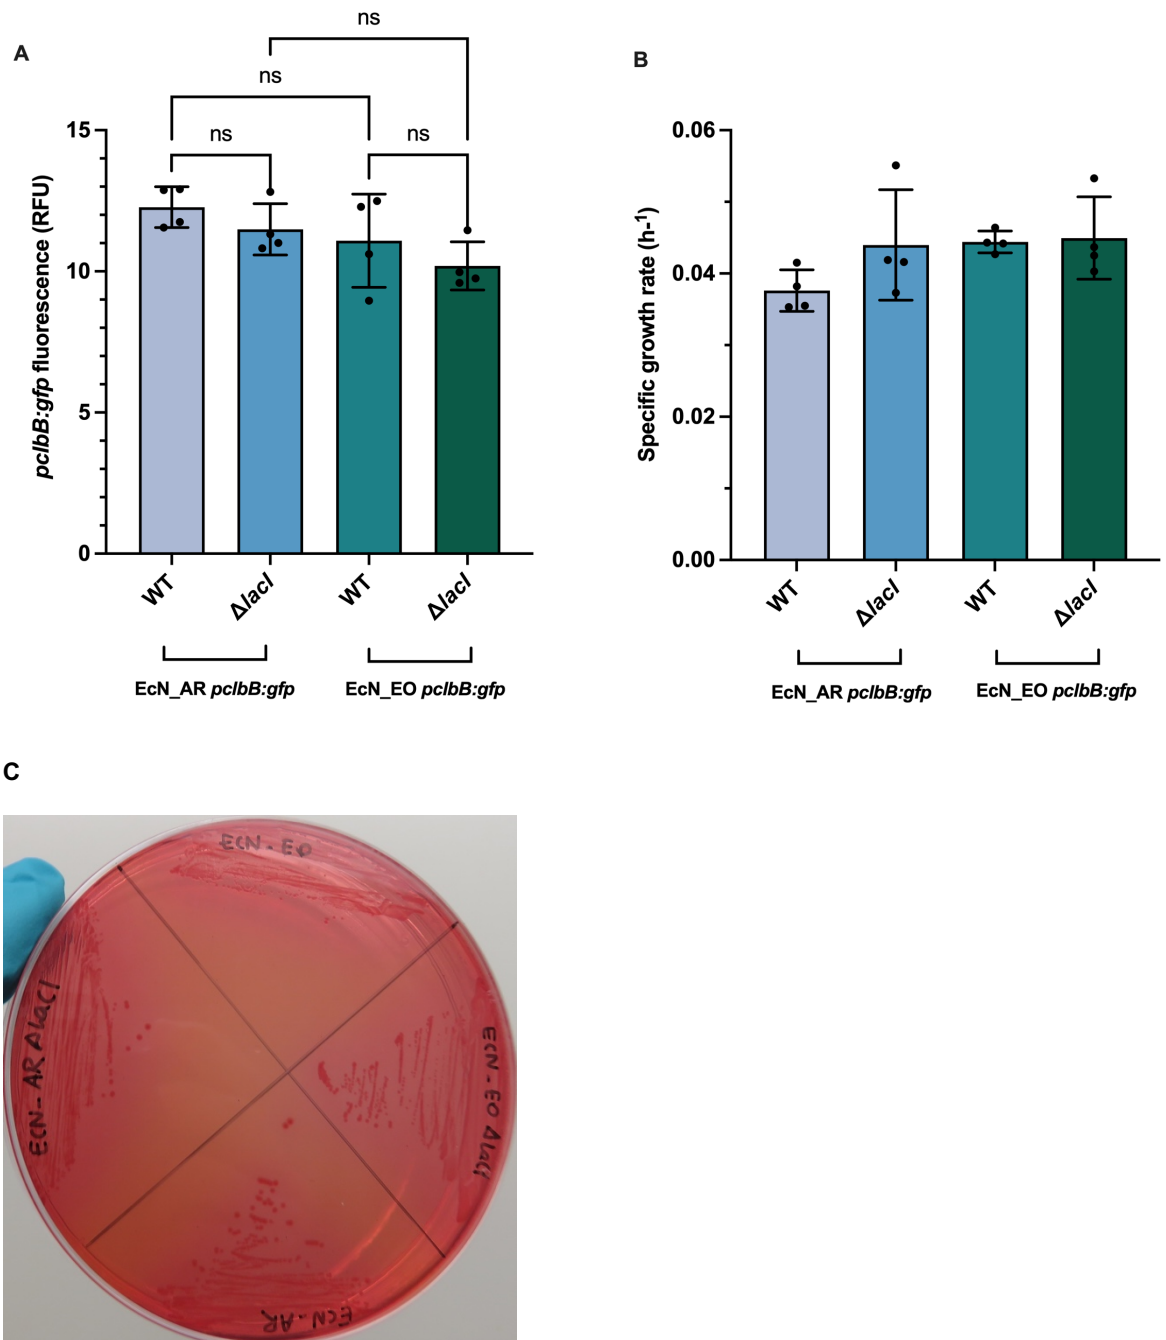 A
ns
ns
ns
ns
15
10
5
0
pclbB:gfp fluorescence (RFU)
WT
ΔlacI
WT
ΔlacI
EcN_AR pclbB:gfp
EcN_EO pclbB:gfp
B
0.06
0.04
0.02
0.00
Specific growth rate (h-1)
WT
ΔlacI
WT
ΔlacI
EcN_AR pclbB:gfp
EcN_EO pclbB:gfp
C
ECN-EO
ECN-AR ΔlacI
ECN-EO ΔlacI
ECN-AR